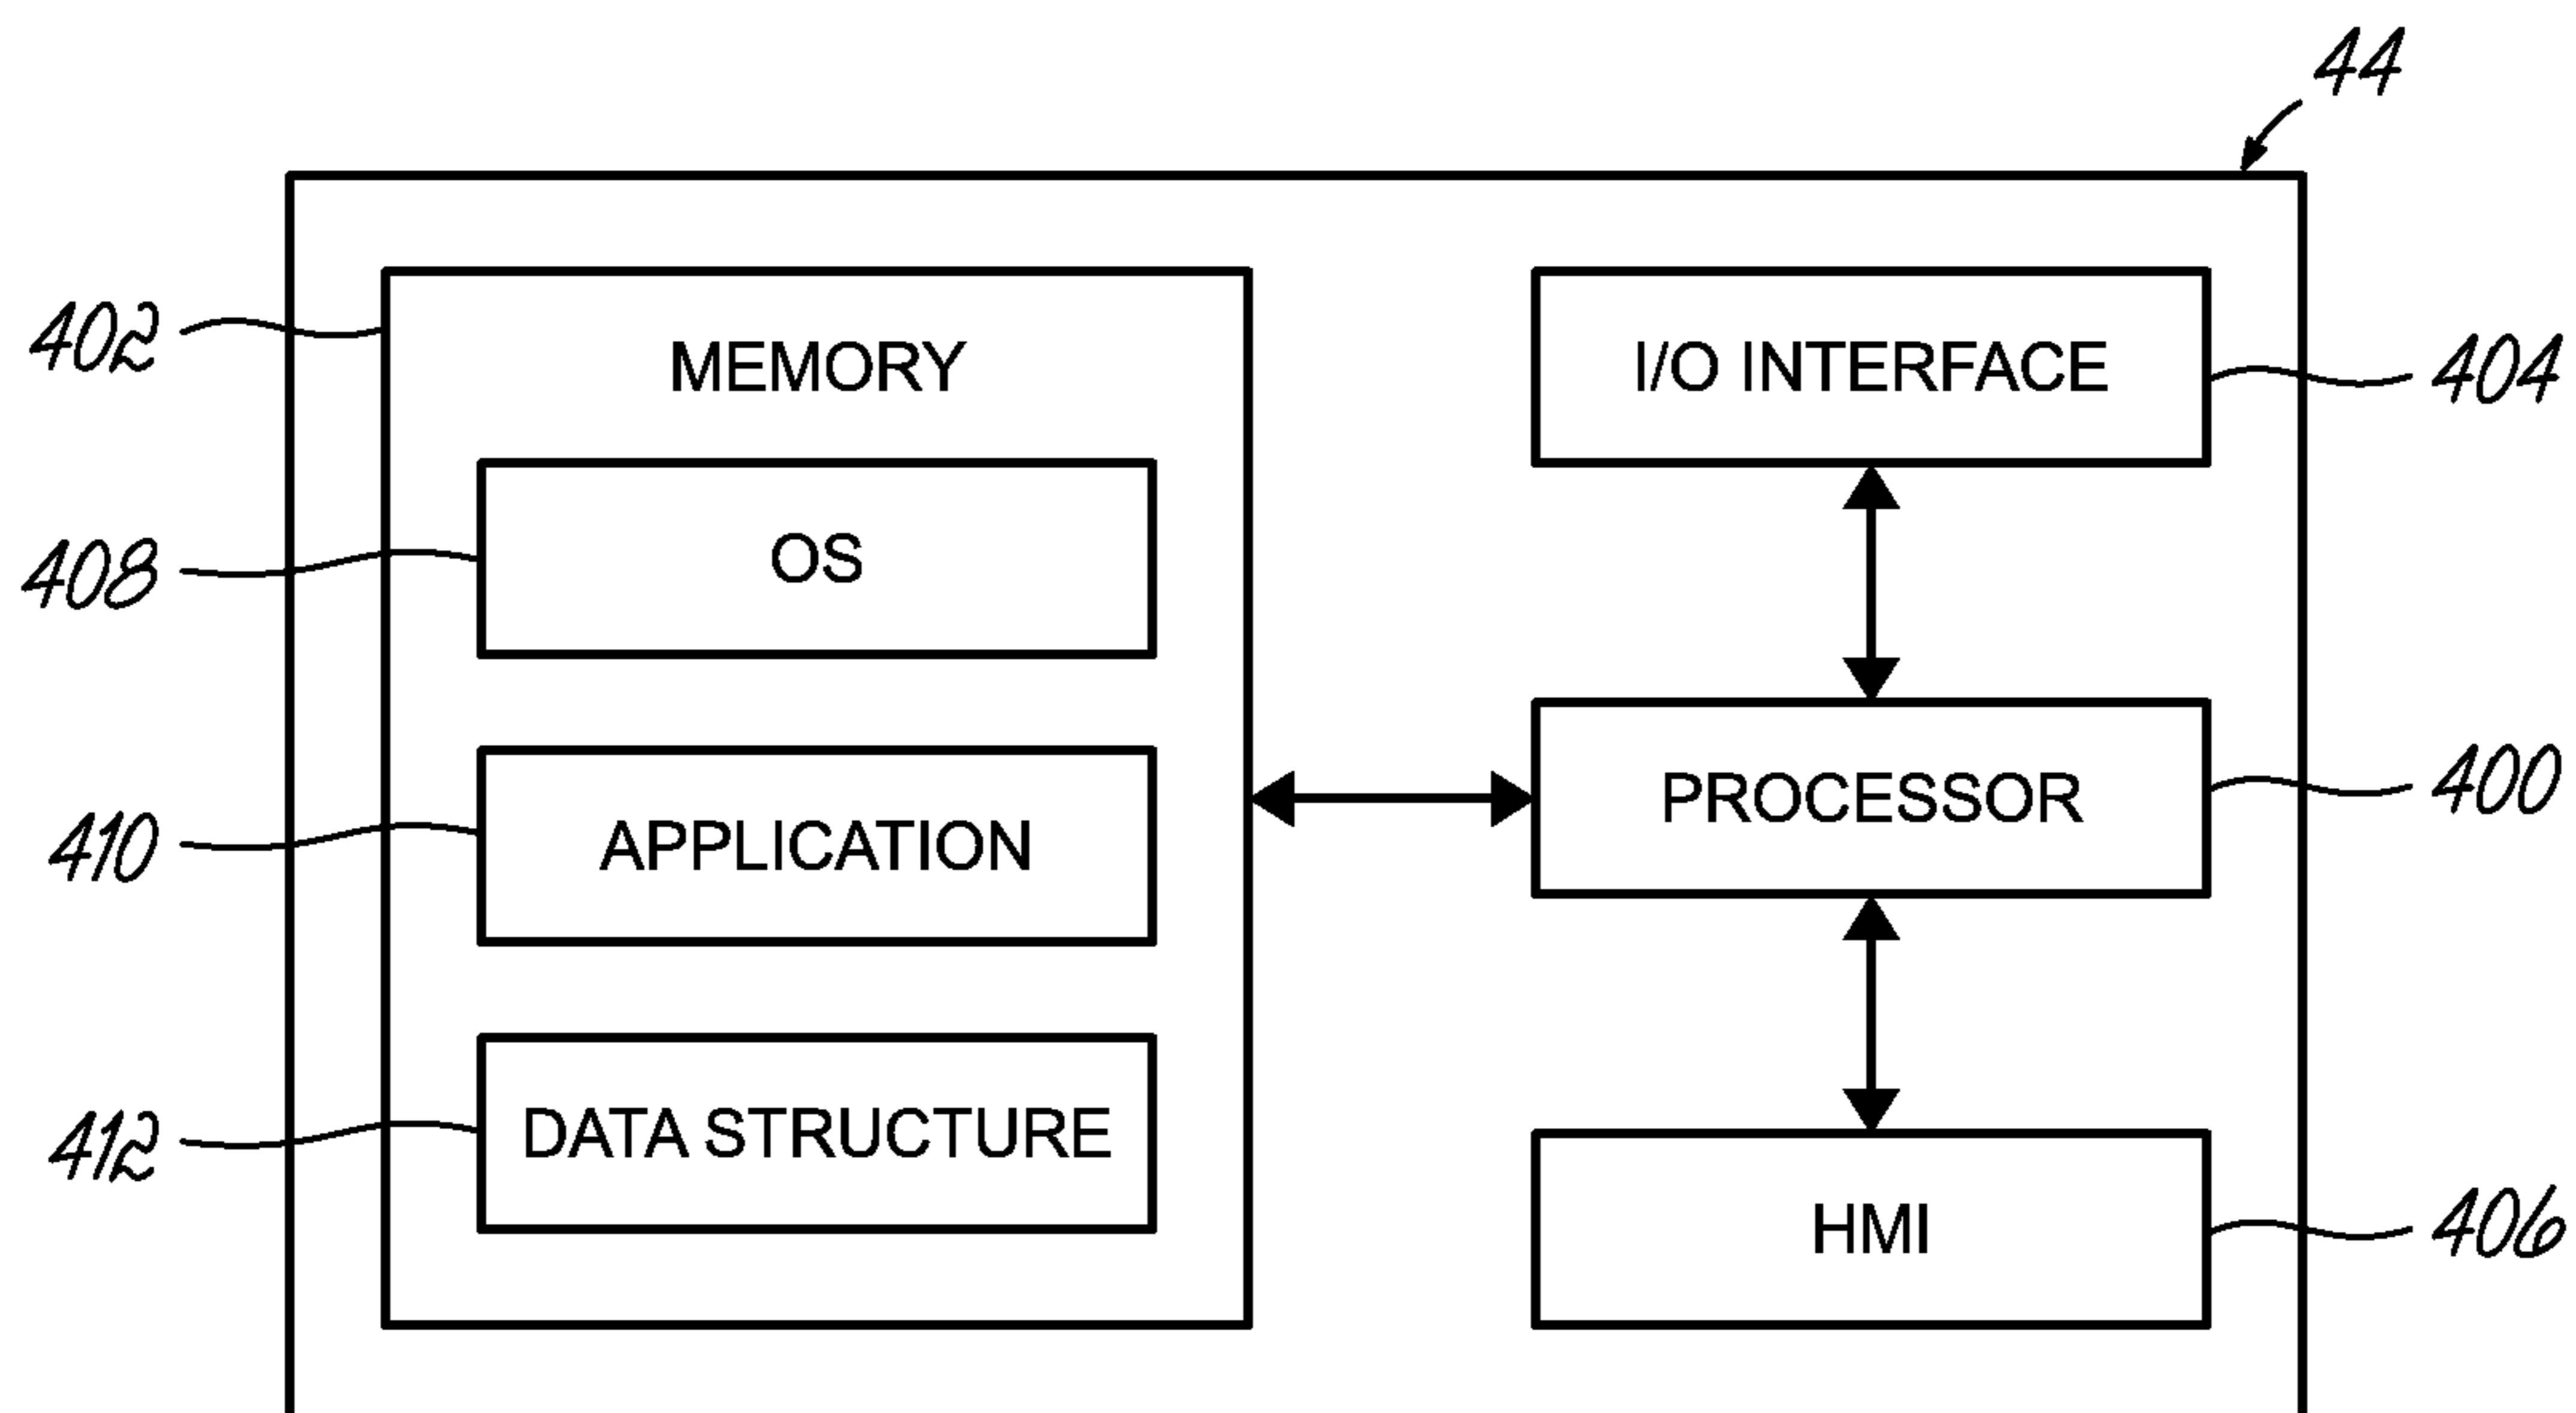 44
402
MEMORY
I/O INTERFACE
404
408
OS
410
APPLICATION
PROCESSOR
400
412
DATA STRUCTURE
HMI
406